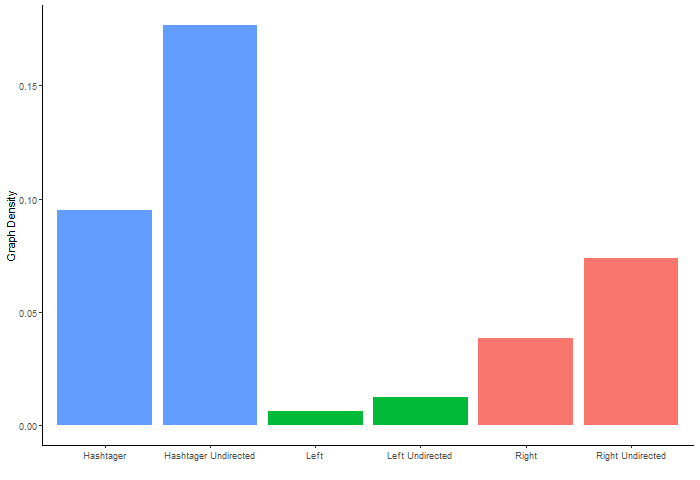 Graph Density
0.15
0.10
0.05
0.00
Hashtager Hashtager Undirected Left Left Undirected Right Right Undirected